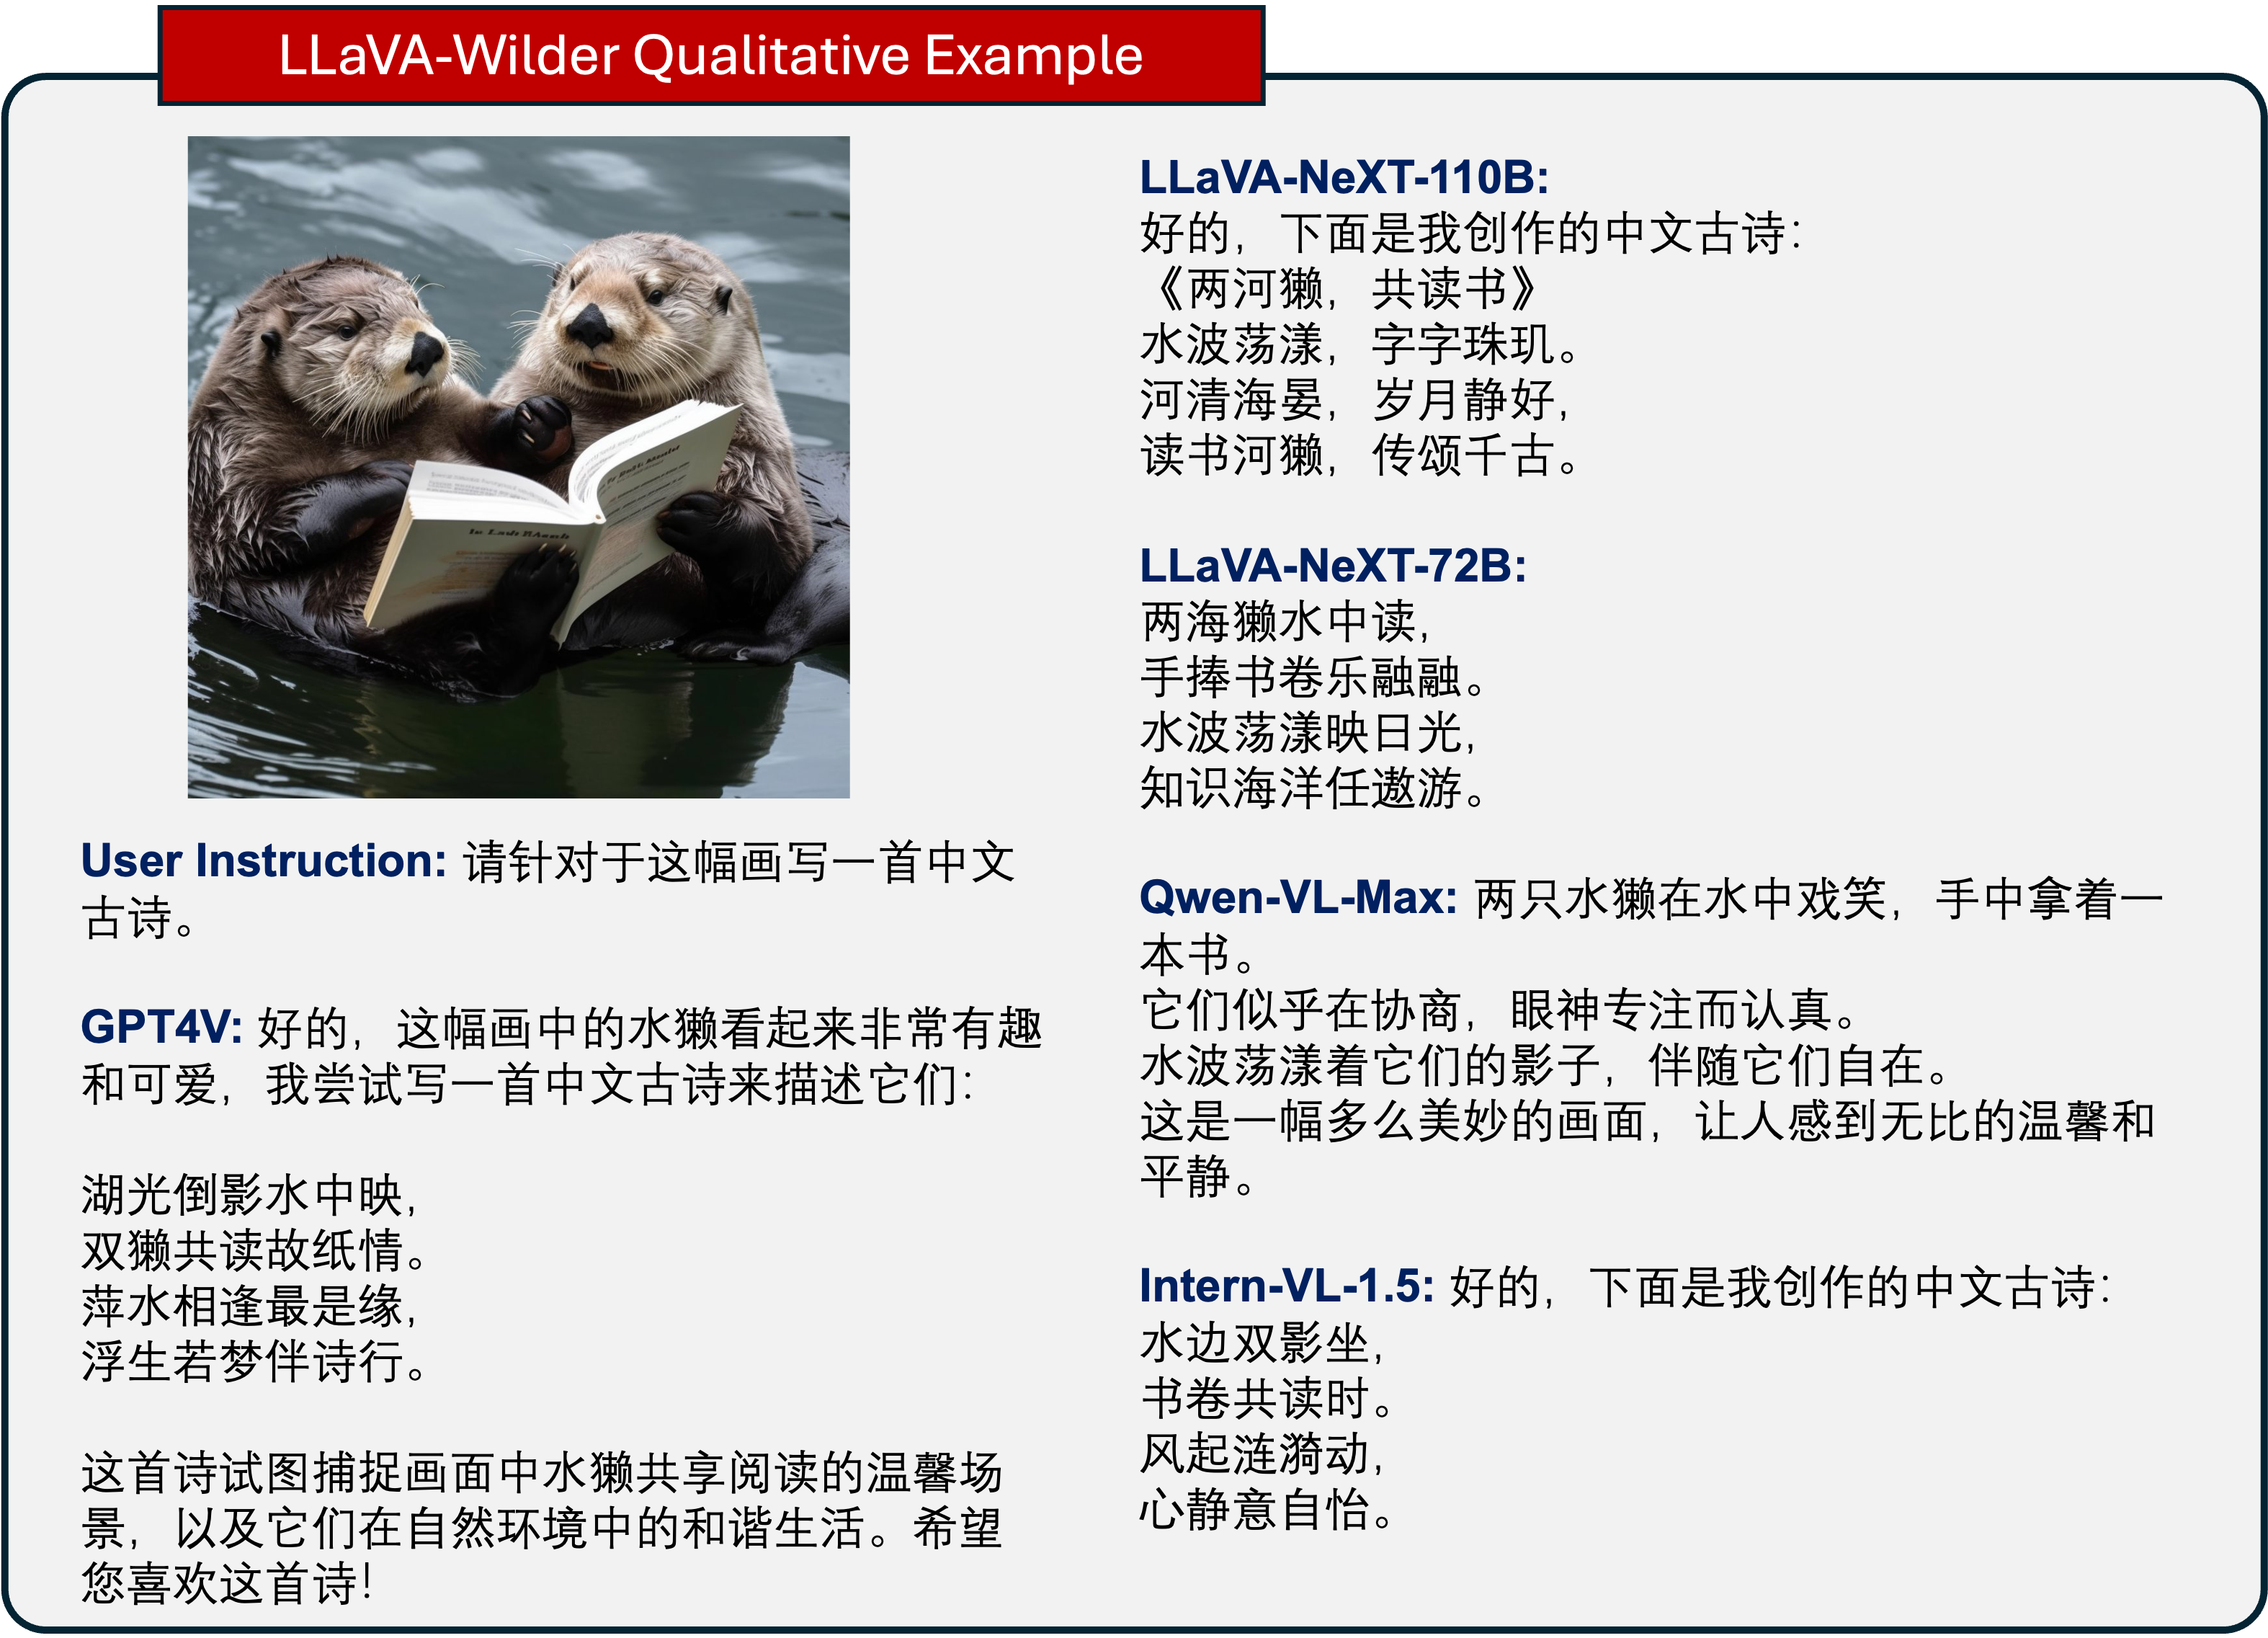 LLaVA-Wilder Qualitative Example
User Instruction: 请针对于这幅画写一首中文
古诗。
GPT4V: 好的，这幅画中的水獭看起来非常有趣
和可爱，我尝试写一首中文古诗来描述它们：
湖光倒影水中映，
双獭共读故纸情。
萍水相逢最是缘，
浮生若梦伴诗行。
这首诗试图捕捉画面中水獭共享阅读的温馨场
景，以及它们在自然环境中的和谐生活。希望
您喜欢这首诗！
LLaVA-NeXT-110B:
好的，下面是我创作的中文古诗：
《两河獭，共读书》
水波荡漾，字字珠玑。
河清海晏，岁月静好，
读书河獭，传颂千古。
LLaVA-NeXT-72B:
两海獭水中读，
手捧书卷乐融融。
水波荡漾映日光，
知识海洋任遨游。
Qwen-VL-Max: 两只水獭在水中戏笑，手中拿着一
本书。
它们似乎在协商，眼神专注而认真。
水波荡漾着它们的影子，伴随它们自在。
这是一幅多么美妙的画面，让人感到无比的温馨和
平静。
Intern-VL-1.5: 好的，下面是我创作的中文古诗：
水边双影坐，
书卷共读时。
风起涟漪动，
心静意自怡。